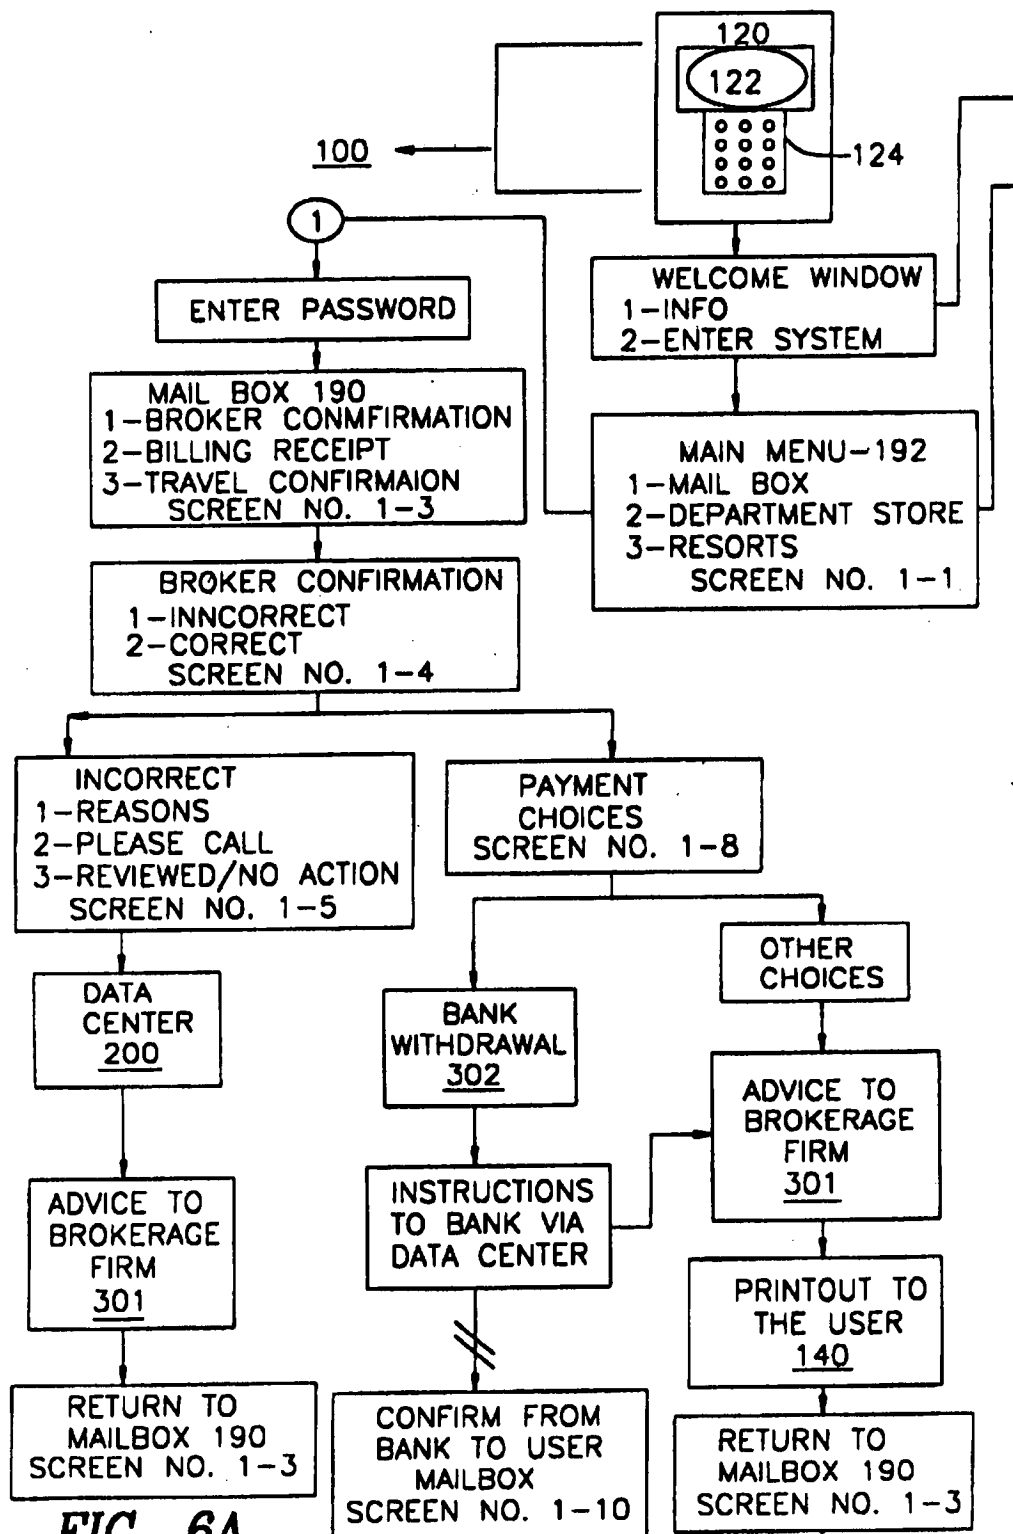 120
122
124
100
1
WELCOME WINDOW
1-INFO
2-ENTER SYSTEM
ENTER PASSWORD
MAIL BOX 190
1-BROKER CONMFIRMATION
2-BILLING RECEIPT
3-TRAVEL CONFIRMAION
SCREEN NO. 1-3
MAIN MENU-192
1-MAIL BOX
2-DEPARTMENT STORE
3-RESORTS
SCREEN NO. 1-1
BROKER CONFIRMATION
1-INNCORRECT
2-CORRECT
SCREEN NO. 1-4
INCORRECT
1-REASONS
2-PLEASE CALL
3-REVIEWED/NO ACTION
SCREEN NO. 1-5
PAYMENT
CHOICES
SCREEN NO. 1-8
OTHER
CHOICES
DATA
CENTER
200
BANK
WITHDRAWAL
302
ADVICE TO
BROKERAGE
FIRM
301
INSTRUCTIONS
TO BANK VIA
DATA CENTER
ADVICE TO
BROKERAGE
FIRM
301
PRINTOUT TO
THE USER
140
RETURN TO
MAILBOX 190
SCREEN NO. 1-3
CONFIRM FROM
BANK TO USER
MAILBOX
SCREEN NO. 1-10
RETURN TO
MAILBOX 190
SCREEN NO. 1-3
FIG. 6A